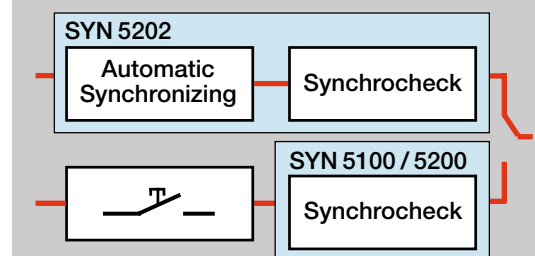 SYN 5202
Automatic
Synchronizing
Synchrocheck
SYN 5100 / 5200
Synchrocheck